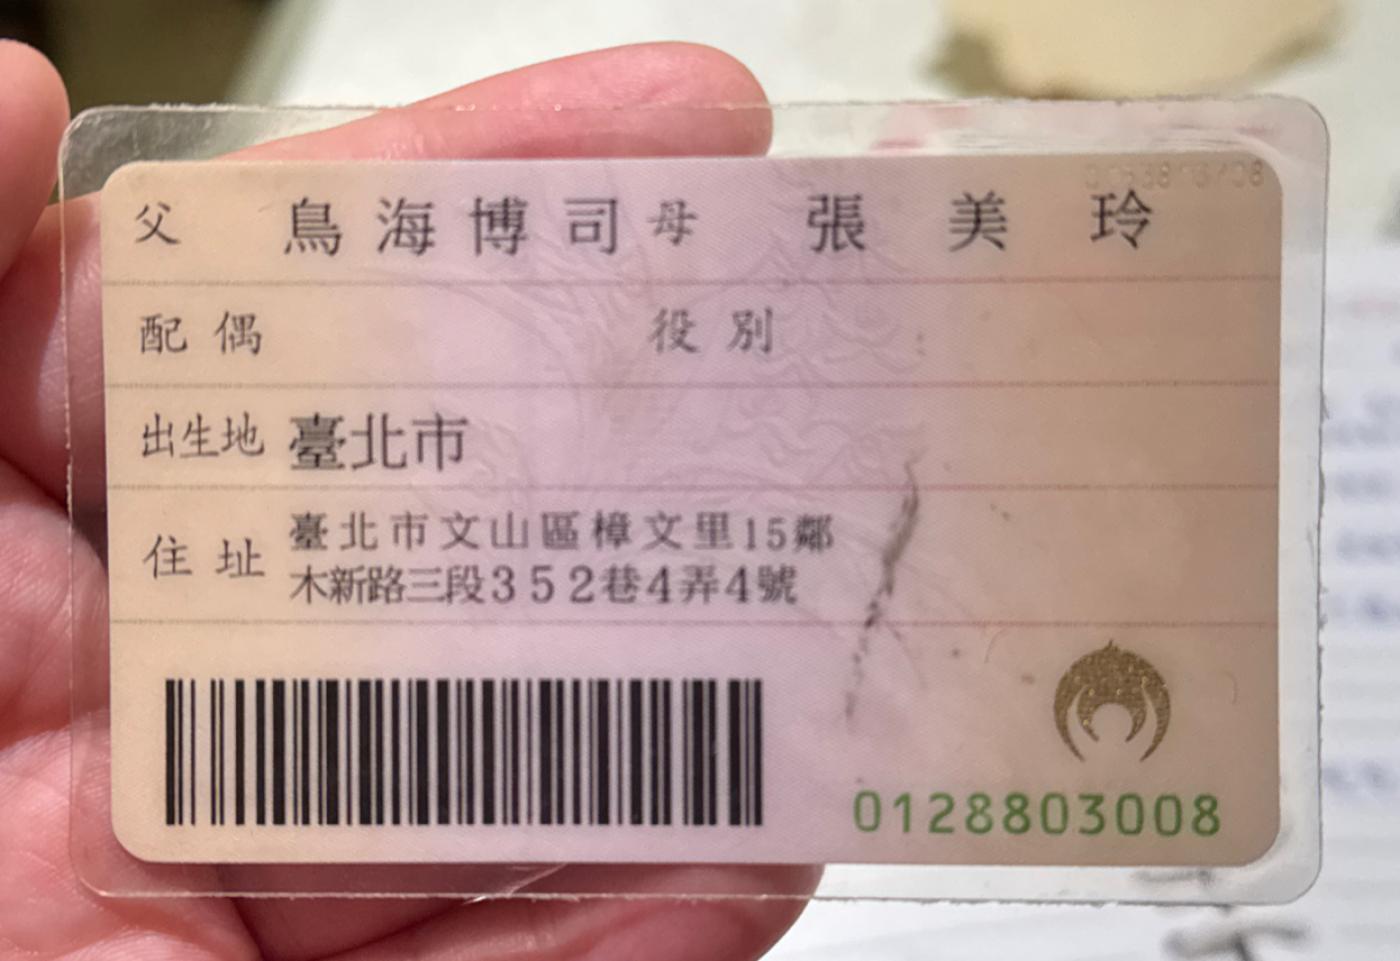 父 鳥海博司 母 張美玲
配偶 役別
出生地 臺北市
住址 臺北市文山區樟文里15鄰
木新路三段352巷4弄4號
0128803008